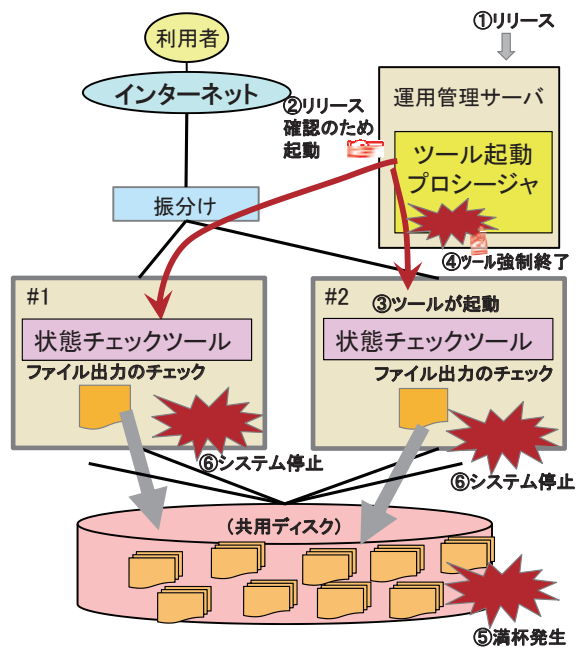 ①リリース
利用者
インターネット
運用管理サーバ
②リリース
確認のため
起動
ツール起動
プロシージャ
振分け
④ツール強制終了
#1
#2
③ツールが起動
状態チェックツール
状態チェックツール
ファイル出力のチェック
ファイル出力のチェック
⑥システム停止
⑥システム停止
(共用ディスク)
⑤満杯発生